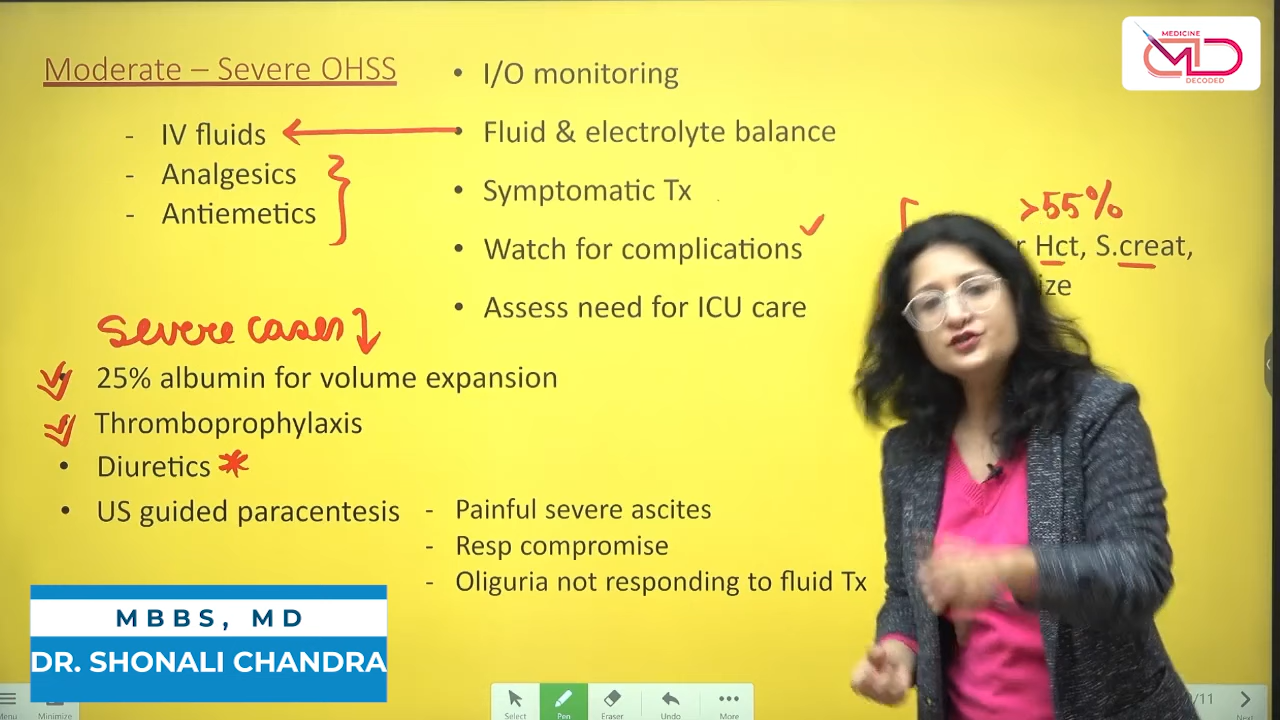 Moderate – Severe OHSS
- IV fluids
- Analgesics
- Antiemetics
• I/O monitoring
• Fluid & electrolyte balance
• Symptomatic Tx
• Watch for complications
• Assess need for ICU care
>55%
Hct, S.creat,
severe cases
25% albumin for volume expansion
Thromboprophylaxis
• Diuretics *
• US guided paracentesis
- Painful severe ascites
- Resp compromise
- Oliguria not responding to fluid Tx
MEDICINE
MD
DECODED
MBBS, MD
DR. SHONALI CHANDRA
Minimize
Select
Pen
Eraser
Undo
More
Next